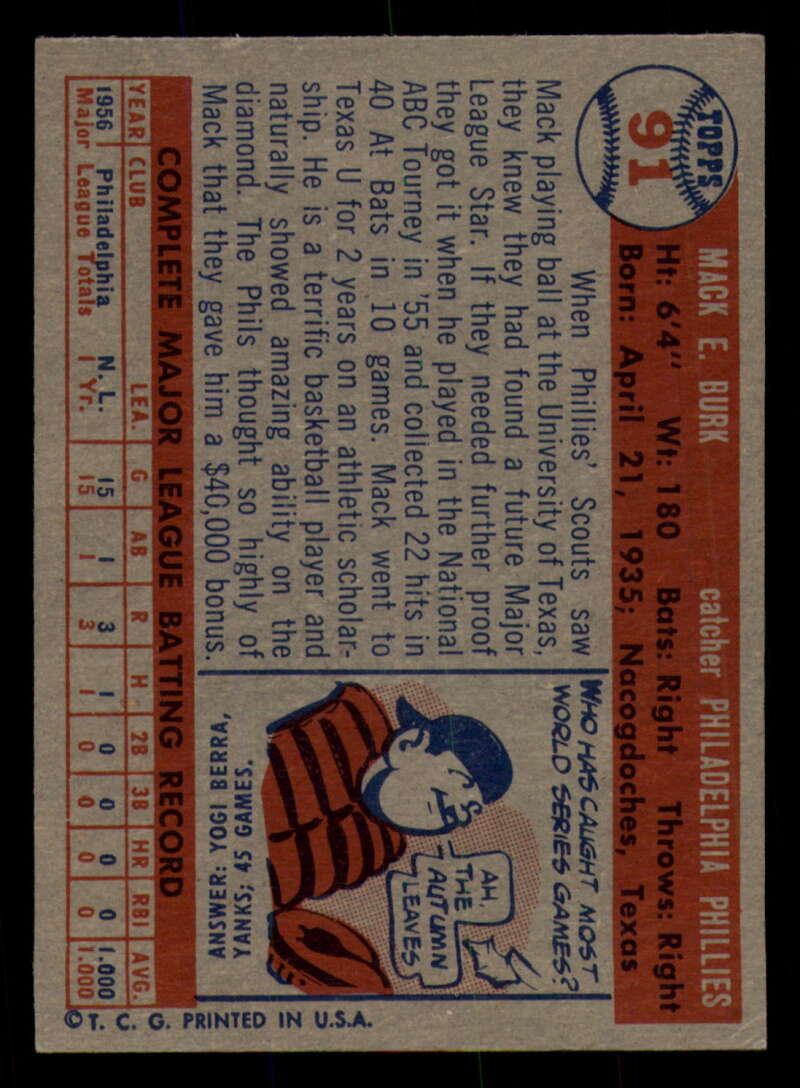 TOPPS
91
MACK E. BURK catcher PHILADELPHIA PHILLIES
Ht: 6'4" Wt: 180 Bats: Right Throws: Right
Born: April 21, 1935; Nacogdoches, Texas
When Phillies' Scouts saw
Mack playing ball at the University of Texas,
they knew they had found a future Major
League Star. If they needed further proof
they got it when he played in the National
ABC Tourney in '55 and collected 22 hits in
40 At Bats in 10 games. Mack went to
Texas U for 2 years on an athletic scholar-
ship. He is a terrific basketball player and
naturally showed amazing ability on the
diamond. The Phils thought so highly of
Mack that they gave him a $40,000 bonus.
WHO HAS CAUGHT MOST
WORLD SERIES GAMES?
AH,
THE
AUTUMN
LEAVES
ANSWER: YOGI BERRA,
YANKS; 45 GAMES.
COMPLETE MAJOR LEAGUE BATTING RECORD
YEAR CLUB LEA. G AB R H 2B 3B HR RBI AVG.
1956 Philadelphia N.L. 15 1 3 1 0 0 0 0 1.000
Major League Totals 1 Yr. 15 1 3 1 0 0 0 0 1.000
© T. C. G. PRINTED IN U.S.A.